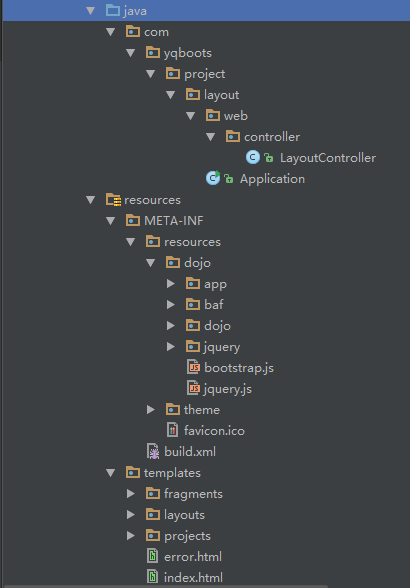 java
com
yqboots
project
layout
web
controller
LayoutController
Application
resources
META-INF
resources
dojo
app
baf
dojo
jquery
bootstrap.js
jquery.js
theme
favicon.ico
build.xml
templates
fragments
layouts
projects
error.html
index.html